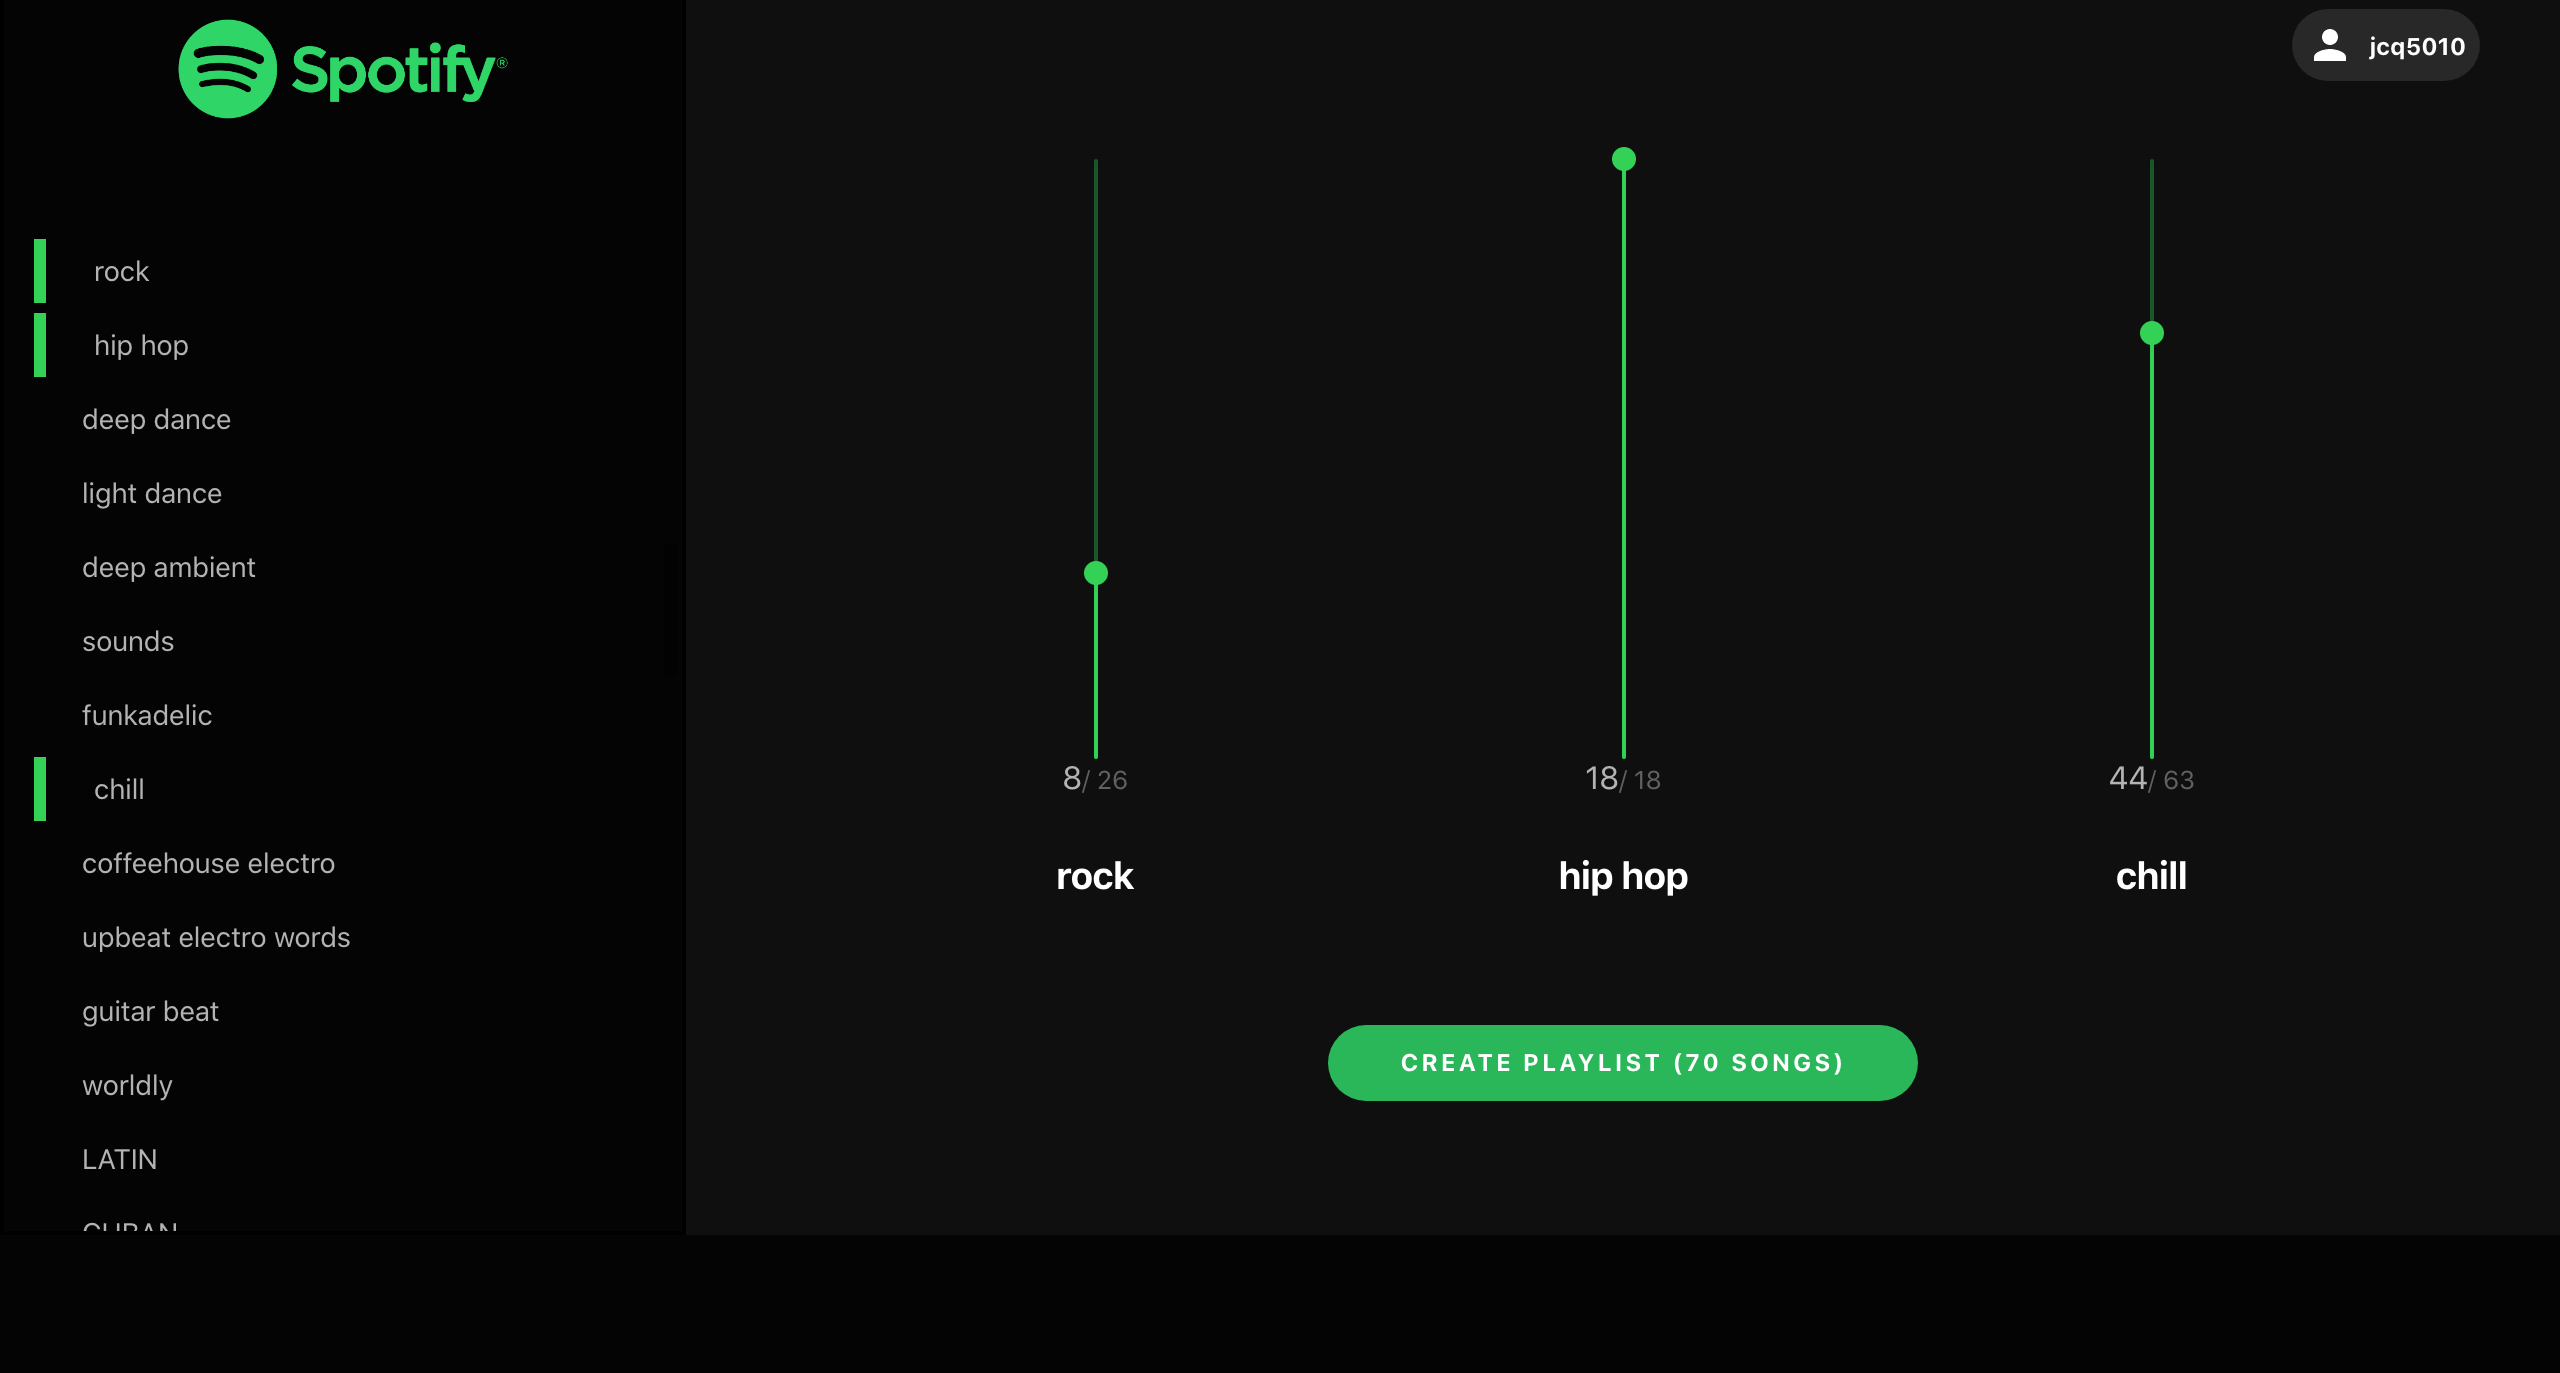 Spotify®
jcq5010
rock
hip hop
deep dance
light dance
deep ambient
sounds
funkadelic
chill
coffeehouse electro
upbeat electro words
guitar beat
worldly
LATIN
CUBAN
8/ 26
18/ 18
44/ 63
rock
hip hop
chill
CREATE PLAYLIST (70 SONGS)